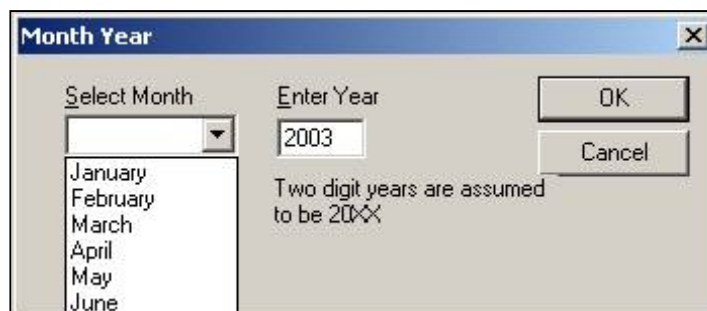 Month Year
Select Month
Enter Year
OK
2003
Cancel
January
February
March
April
May
June
Two digit years are assumed
to be 20XX